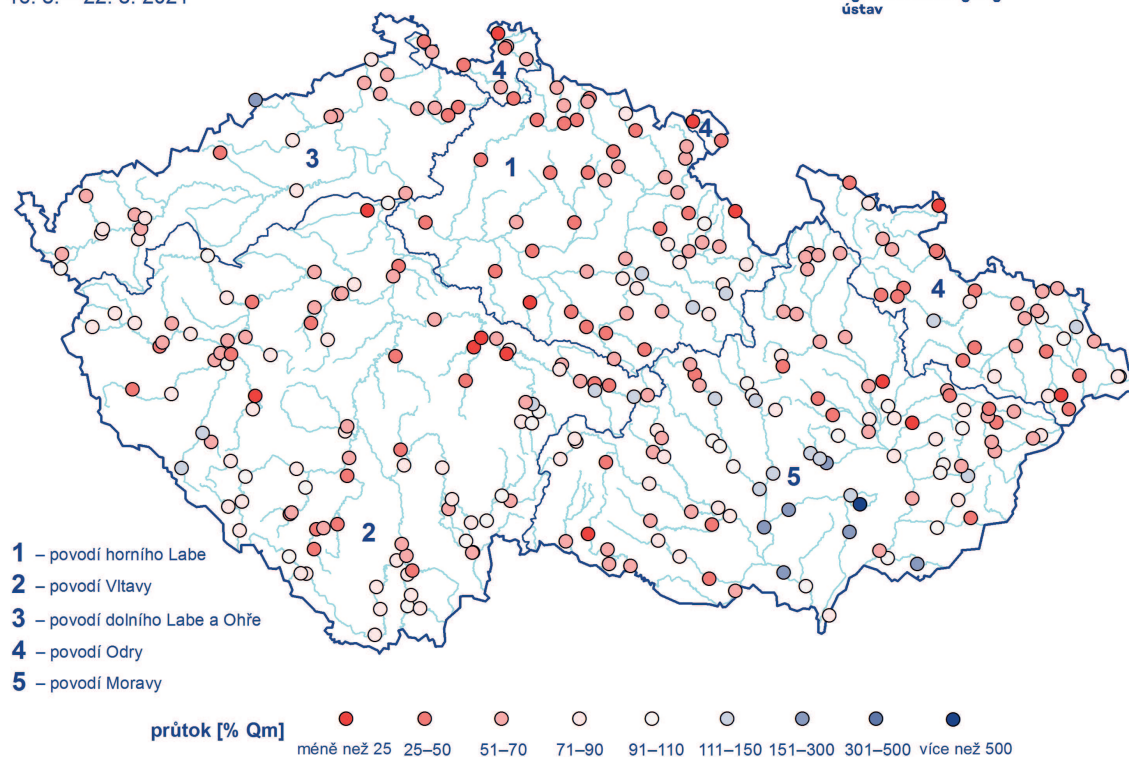 ústav
4
4
3
1
4
5
2
1 – povodí horního Labe
2 – povodí Vltavy
3 – povodí dolního Labe a Ohře
4 – povodí Odry
5 – povodí Moravy
průtok [% Qm]
méně než 25 25–50 51–70 71–90 91–110 111–150 151–300 301–500 více než 500